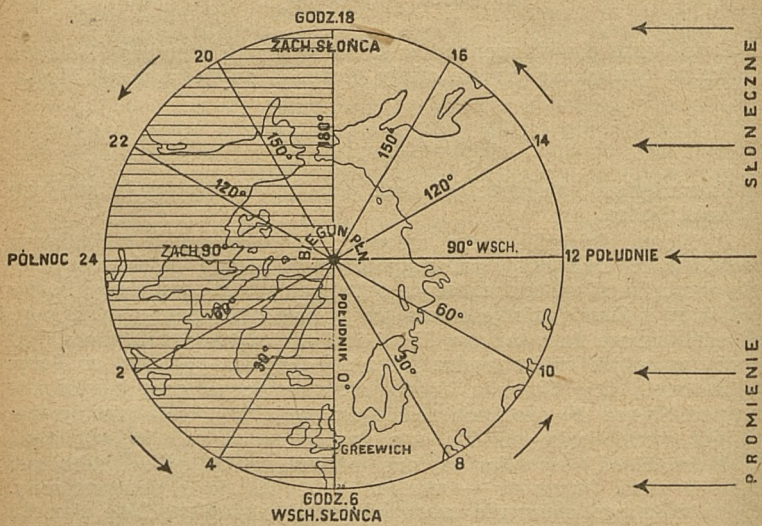 GODZ.18
ZACH.SŁOŃCA
20
16
22
14
180°
150°
150°
120°
120°
BIEGUN PŁN.
PÓŁNOC 24
ZACH.90°
90° WSCH.
12 POŁUDNIE
60°
60°
POŁUDNIK 0°
30°
30°
2
10
4
8
GREEWICH
GODZ.6
WSCH.SŁOŃCA
PROMIENIE
SŁONECZNE